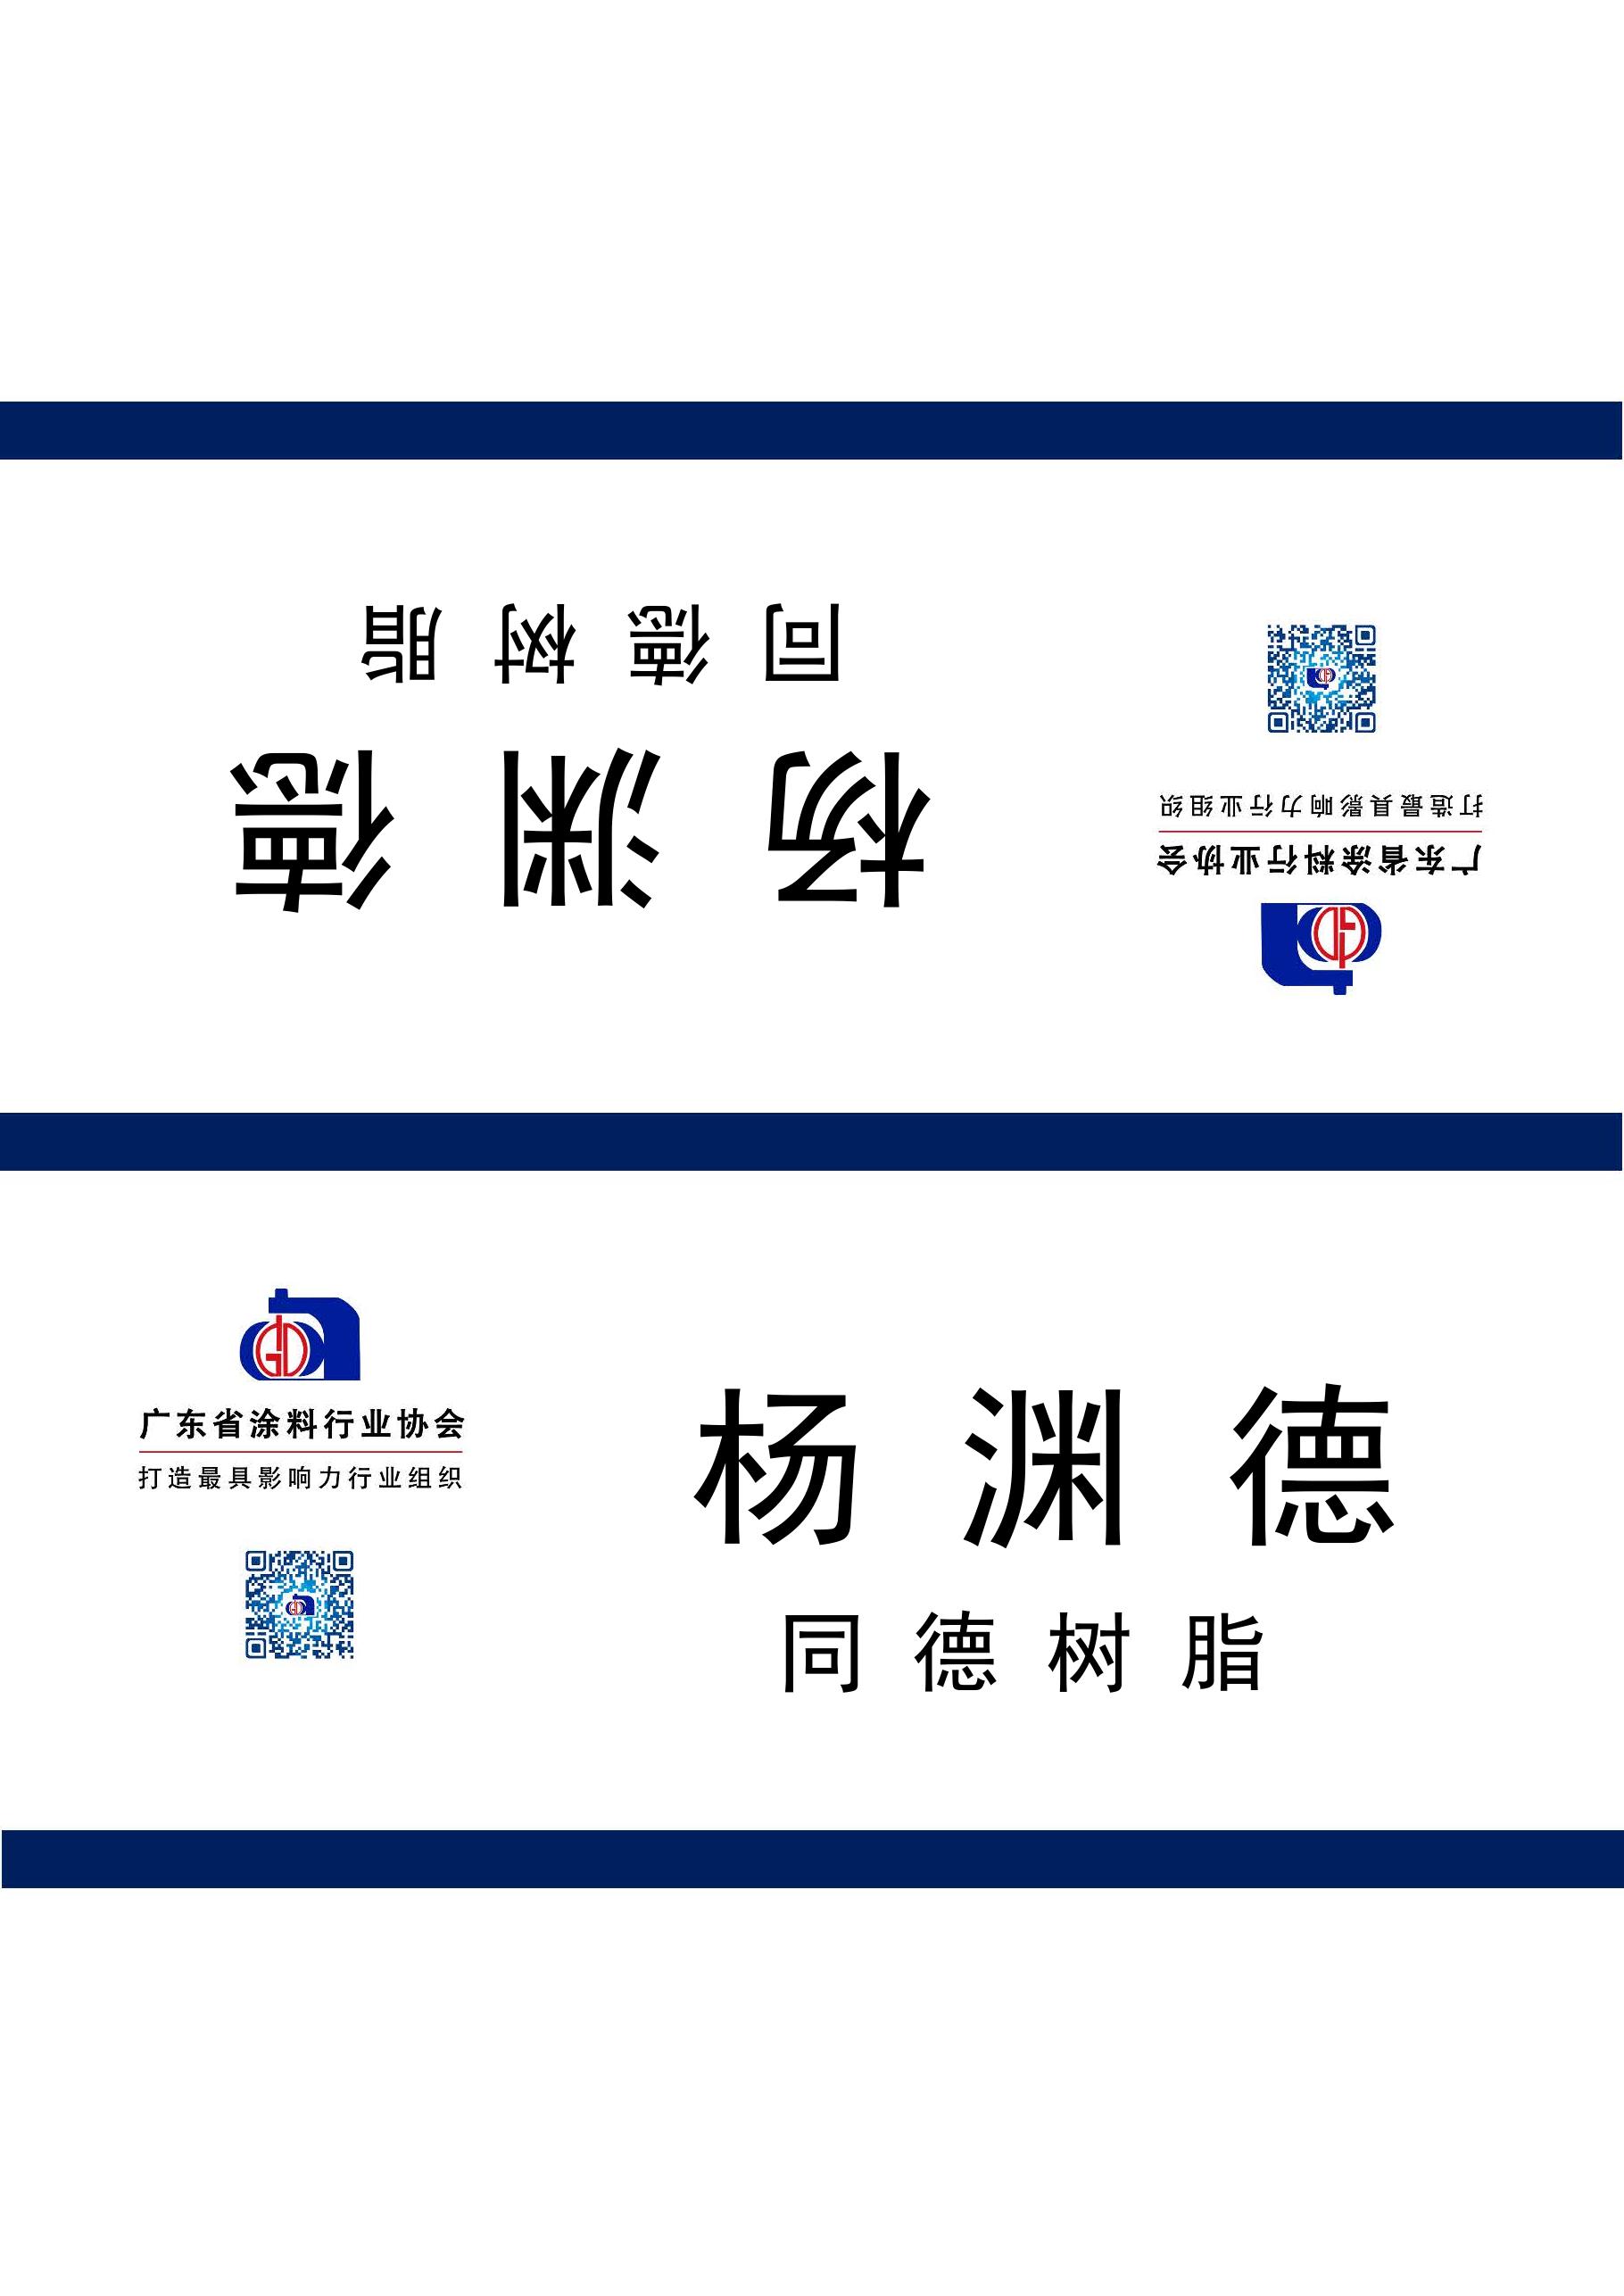 同德树脂
杨渊德
打造最具影响力行业组织
广东省涂料行业协会
广东省涂料行业协会
打造最具影响力行业组织
杨渊德
同德树脂